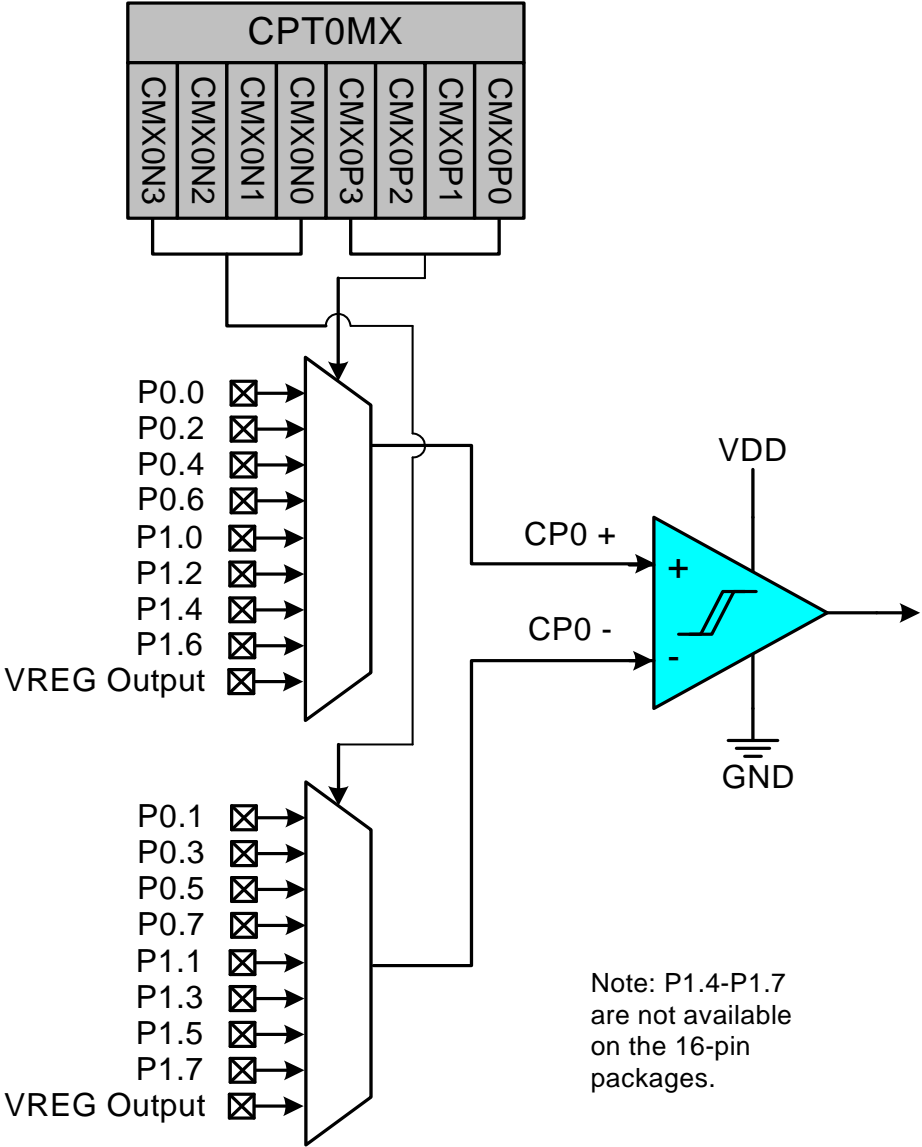 CPT0MX
CMX0N3
CMX0N2
CMX0N1
CMX0N0
CMX0P3
CMX0P2
CMX0P1
CMX0P0
P0.0
P0.2
P0.4
P0.6
P1.0
P1.2
P1.4
P1.6
VREG Output
VDD
CP0 +
+
CP0 -
-
GND
P0.1
P0.3
P0.5
P0.7
P1.1
P1.3
P1.5
P1.7
VREG Output
Note: P1.4-P1.7
are not available
on the 16-pin
packages.